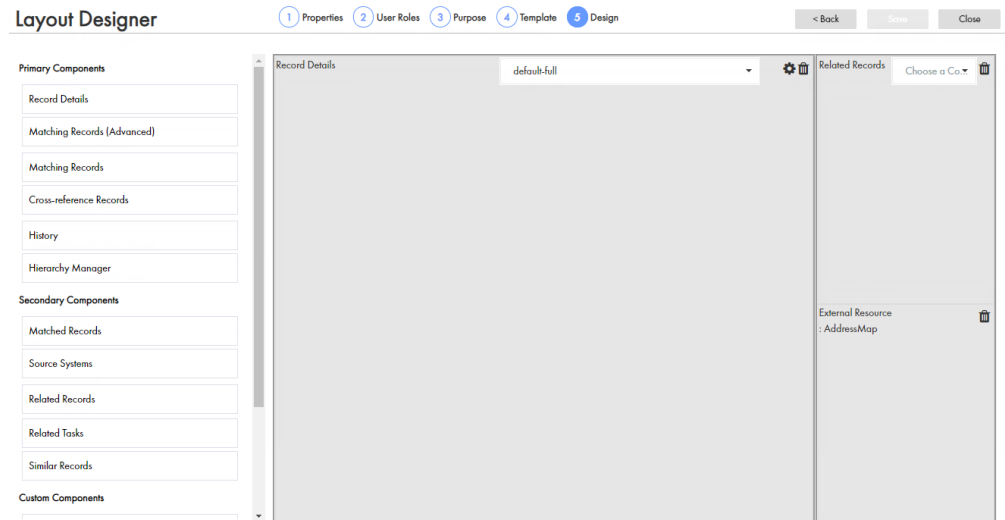 Layout Designer
1 Properties 2 User Roles 3 Purpose 4 Template 5 Design
< Back Save Close
Primary Components
Record Details
Matching Records (Advanced)
Matching Records
Cross-reference Records
History
Hierarchy Manager
Secondary Components
Matched Records
Source Systems
Related Records
Related Tasks
Similar Records
Custom Components
Record Details
default-full
Related Records
Choose a Co
External Resource
: AddressMap